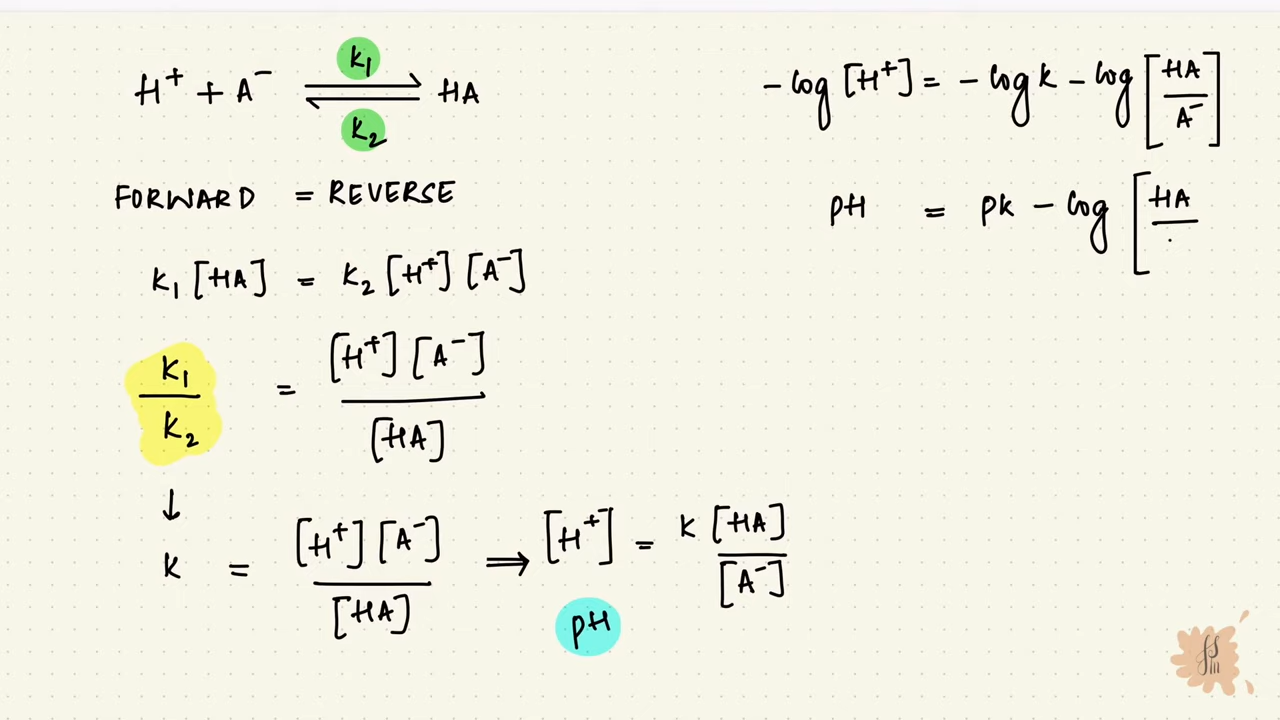 k₁
H⁺ + A⁻ ⇌ HA
k₂
FORWARD = REVERSE
k₁ [HA] = k₂ [H⁺] [A⁻]
k₁ / k₂ = [H⁺] [A⁻] / [HA]
↓
k = [H⁺] [A⁻] / [HA] ⟹ [H⁺] = k [HA] / [A⁻]
pH
-log [H⁺] = -log k - log [HA / A⁻]
pH = pk - log [HA /